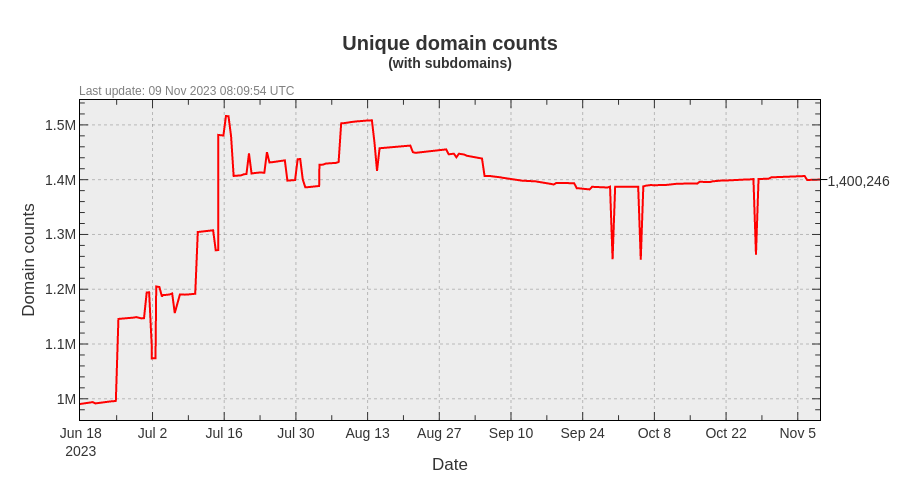 Unique domain counts
(with subdomains)
Last update: 09 Nov 2023 08:09:54 UTC
1.5M
1.4M
1.3M
1.2M
1.1M
1M
Domain counts
1,400,246
Jun 18 Jul 2 Jul 16 Jul 30 Aug 13 Aug 27 Sep 10 Sep 24 Oct 8 Oct 22 Nov 5
2023
Date